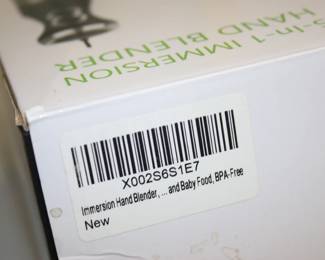 5-in-1 IMMERSION
HAND BLENDER
X002S6S1E7
Immersion Hand Blender, ... and Baby Food, BPA-Free
New